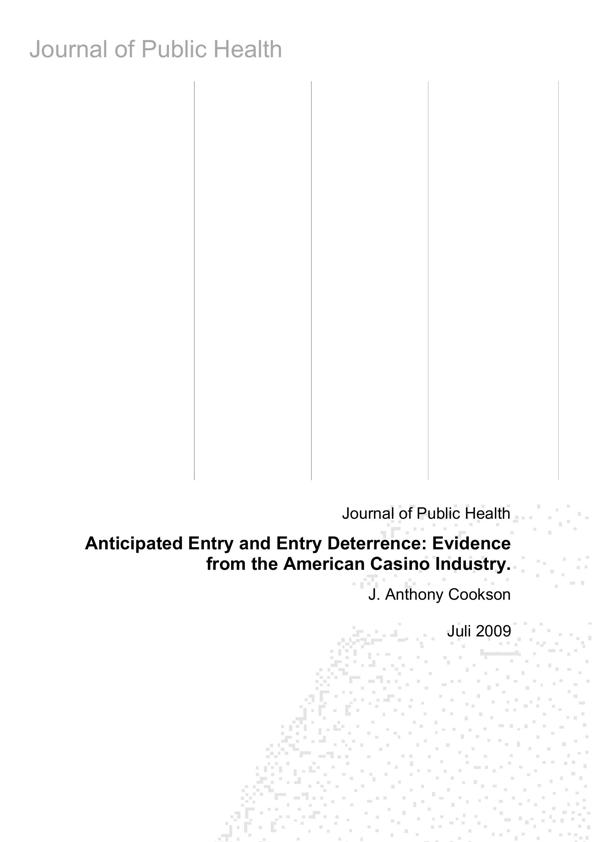 Journal of Public Health
Journal of Public Health
Anticipated Entry and Entry Deterrence: Evidence
from the American Casino Industry.
J. Anthony Cookson
Juli 2009